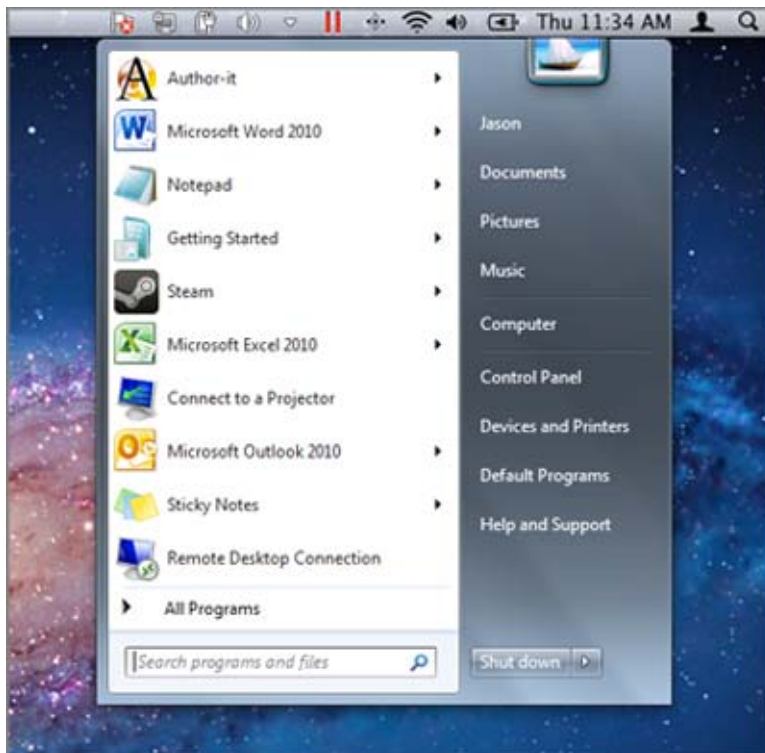 Thu 11:34 AM
Author-it
Microsoft Word 2010
Notepad
Getting Started
Steam
Microsoft Excel 2010
Connect to a Projector
Microsoft Outlook 2010
Sticky Notes
Remote Desktop Connection
All Programs
Search programs and files
Jason
Documents
Pictures
Music
Computer
Control Panel
Devices and Printers
Default Programs
Help and Support
Shut down